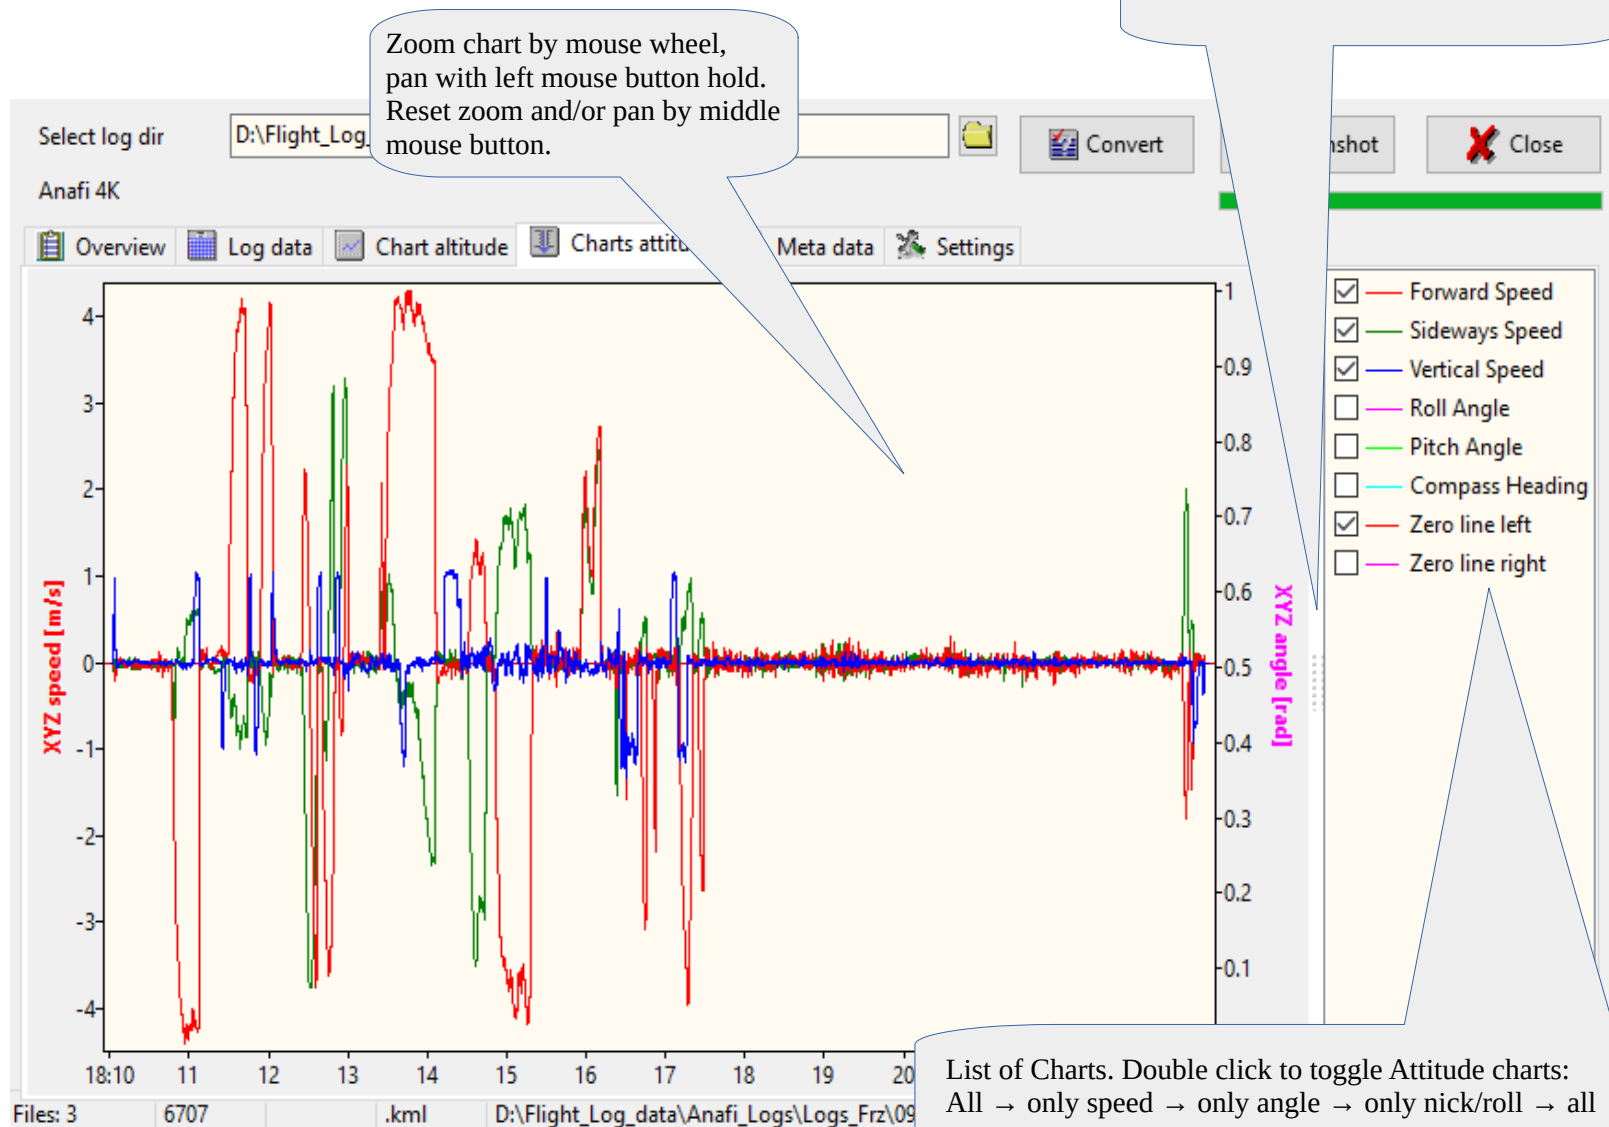 Zoom chart by mouse wheel,
pan with left mouse button hold.
Reset zoom and/or pan by middle
mouse button.
Select log dir
D:\Flight_Log_
Convert
Close
Anafi 4K
Overview
Log data
Chart altitude
Charts
Meta data
Settings
4
3
2
1
0
-1
-2
-3
-4
XYZ speed [m/s]
1
0.9
0.8
0.7
0.6
0.5
0.4
0.3
0.2
0.1
XYZ angle [rad]
Forward Speed
Sideways Speed
Vertical Speed
Roll Angle
Pitch Angle
Compass Heading
Zero line left
Zero line right
18:10 11 12 13 14 15 16 17 18 19 20
List of Charts. Double click to toggle Attitude charts:
All → only speed → only angle → only nick/roll → all
Files: 3 6707 .kml D:\Flight_Log_data\Anafi_Logs\Logs_Frz\09